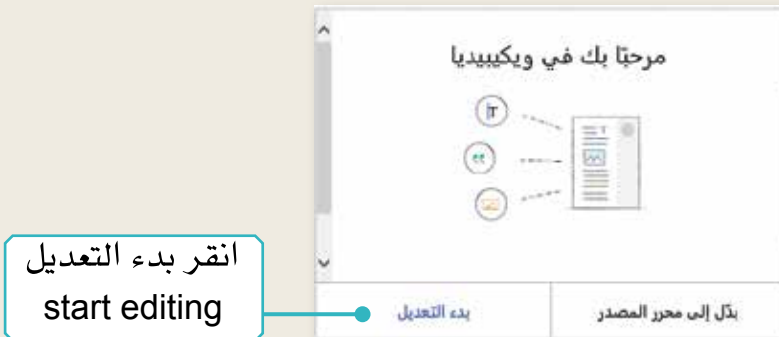 مرحبًا بك في ويكيبيديا
T
انقر بدء التعديل
start editing
بدّل إلى محرر المصدر
بدء التعديل